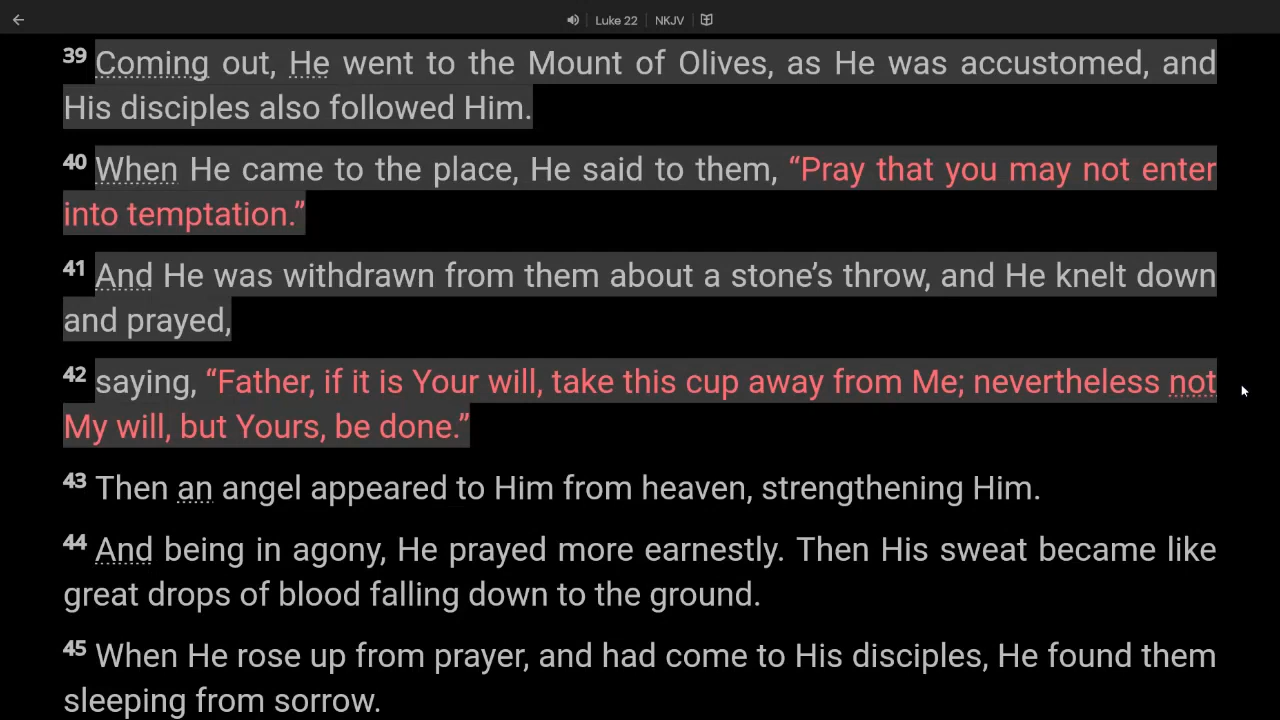 Luke 22 NKJV
39 Coming out, He went to the Mount of Olives, as He was accustomed, and
His disciples also followed Him.
40 When He came to the place, He said to them, “Pray that you may not enter
into temptation.”
41 And He was withdrawn from them about a stone’s throw, and He knelt down
and prayed,
42 saying, “Father, if it is Your will, take this cup away from Me; nevertheless not
My will, but Yours, be done.”
43 Then an angel appeared to Him from heaven, strengthening Him.
44 And being in agony, He prayed more earnestly. Then His sweat became like
great drops of blood falling down to the ground.
45 When He rose up from prayer, and had come to His disciples, He found them
sleeping from sorrow.